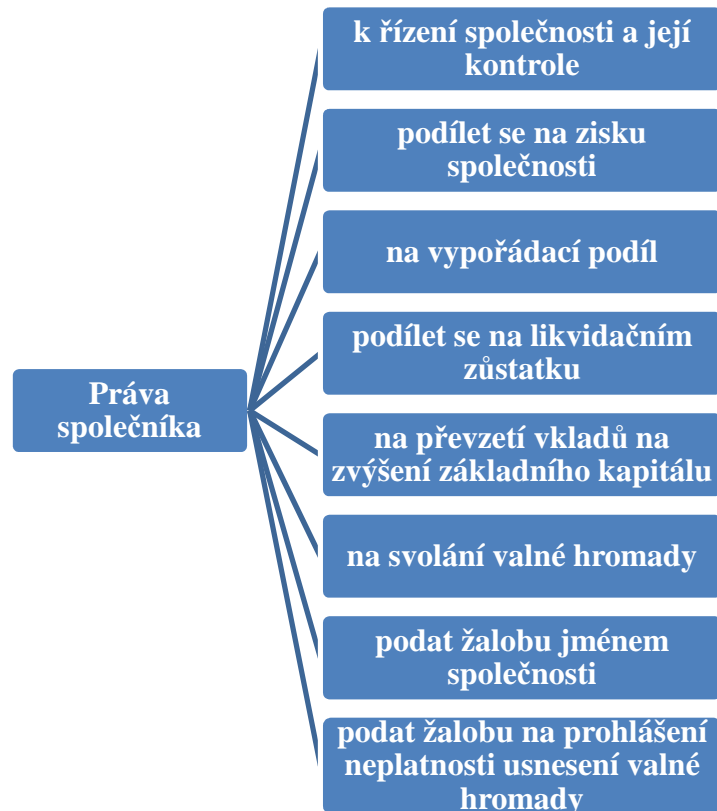 k řízení společnosti a její
kontrole
podílet se na zisku
společnosti
na vypořádací podíl
podílet se na likvidačním
zůstatku
Práva
společníka
na převzetí vkladů na
zvýšení základního kapitálu
na svolání valné hromady
podat žalobu jménem
společnosti
podat žalobu na prohlášení
neplatnosti usnesení valné
hromady